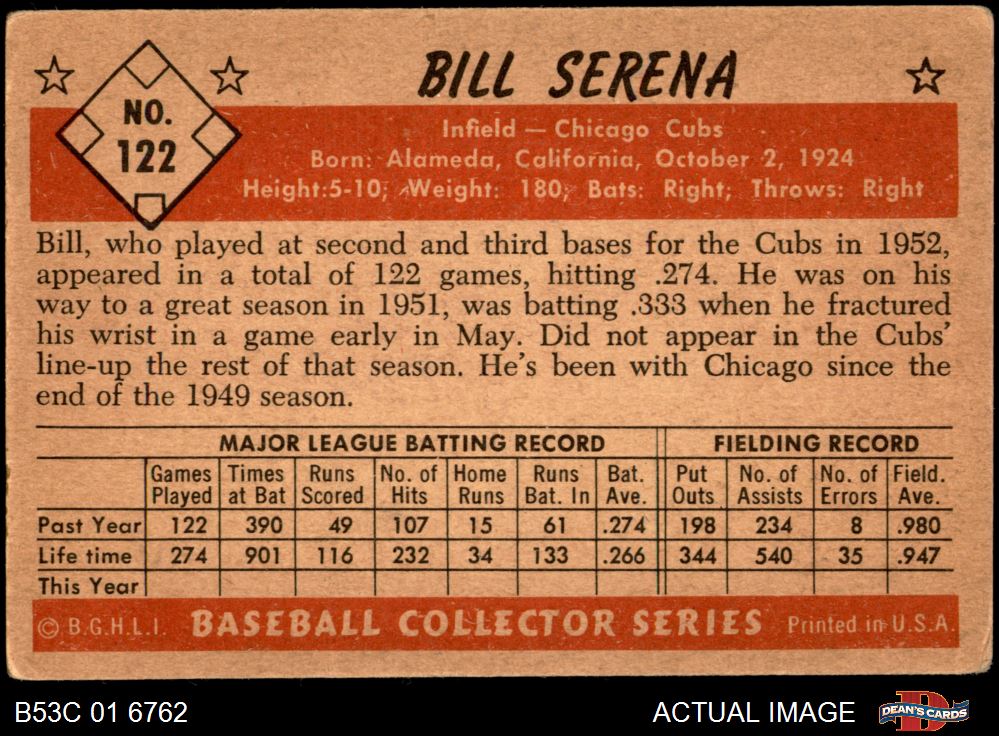 NO.
122
BILL SERENA
Infield — Chicago Cubs
Born: Alameda, California, October 2, 1924
Height:5-10; Weight: 180; Bats: Right; Throws: Right
Bill, who played at second and third bases for the Cubs in 1952,
appeared in a total of 122 games, hitting .274. He was on his
way to a great season in 1951, was batting .333 when he fractured
his wrist in a game early in May. Did not appear in the Cubs'
line-up the rest of that season. He's been with Chicago since the
end of the 1949 season.
MAJOR LEAGUE BATTING RECORD FIELDING RECORD
Games Times Runs No. of Home Runs Bat. Put No. of No. of Field.
Played at Bat Scored Hits Runs Bat. In Ave. Outs Assists Errors Ave.
Past Year 122 390 49 107 15 61 .274 198 234 8 .980
Life time 274 901 116 232 34 133 .266 344 540 35 .947
This Year
© B.G.H.L.I. BASEBALL COLLECTOR SERIES Printed in U.S.A.
B53C 01 6762 ACTUAL IMAGE D DEAN'S CARDS